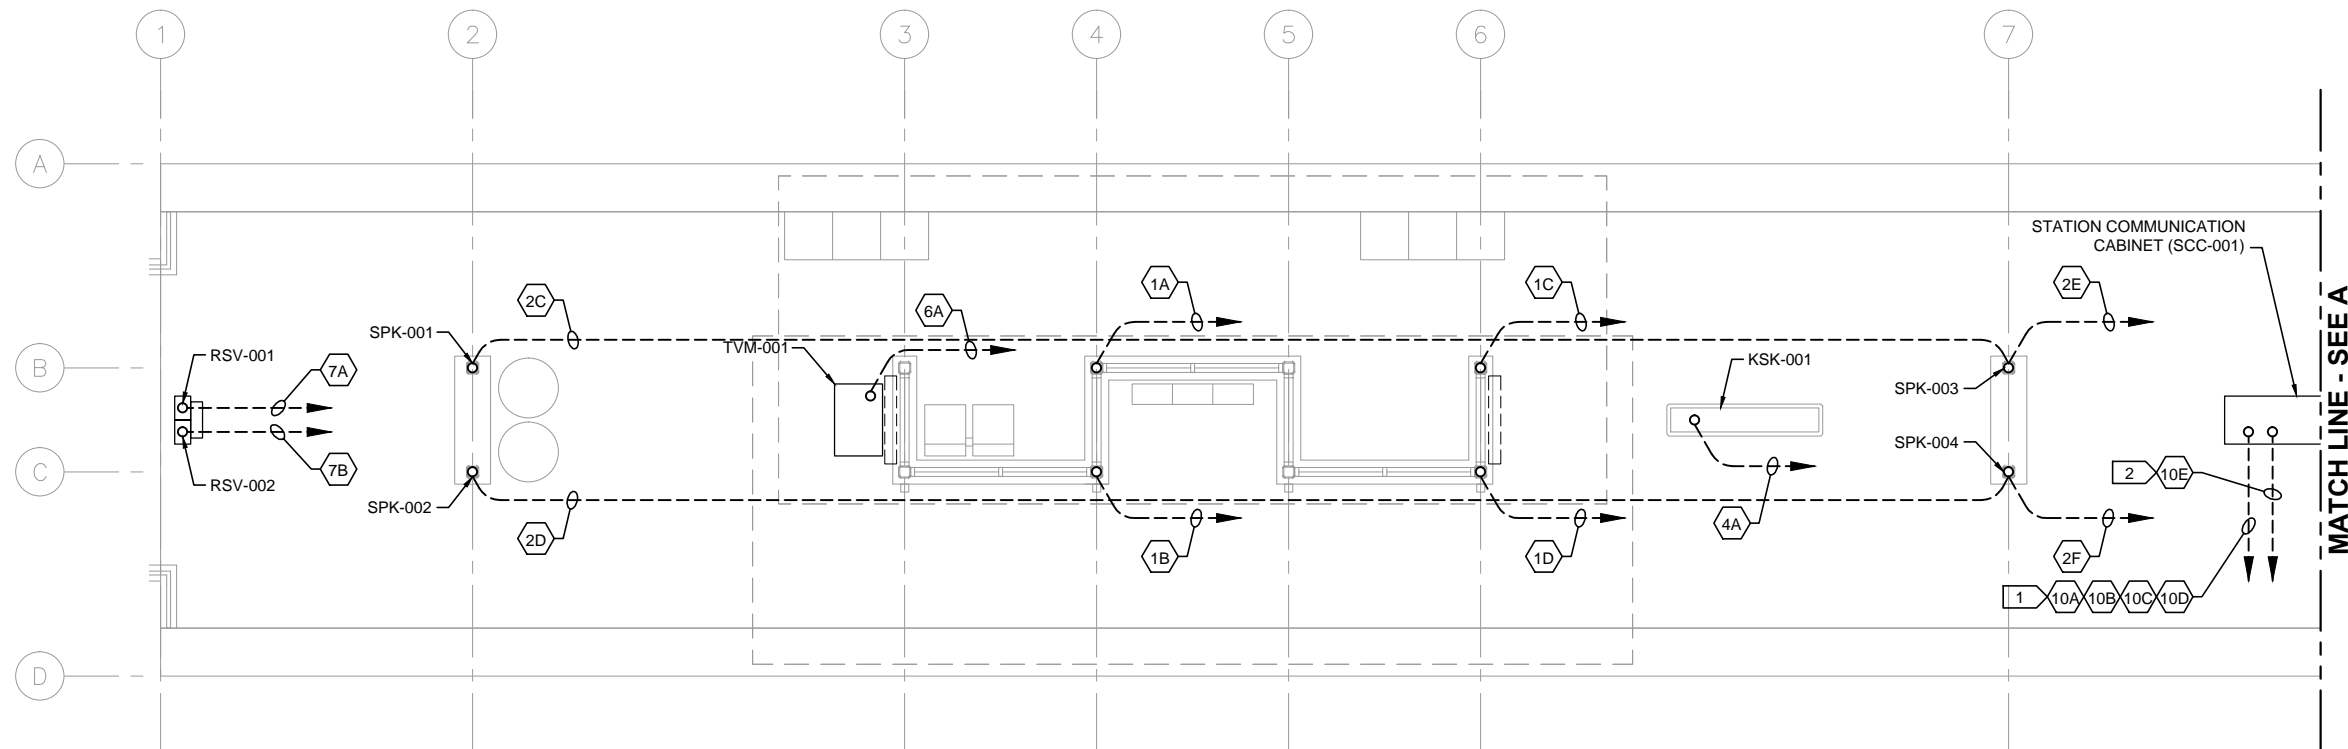 1
2
3
4
5
6
7
A
B
C
D
STATION COMMUNICATION
CABINET (SCC-001)
2C
6A
1A
1C
2E
SPK-001
TVM-001
RSV-001
7A
KSK-001
SPK-003
SPK-004
7B
RSV-002
SPK-002
2 10E
2D
1B
1D
4A
2F
1 10A 10B 10C 10D
MATCH LINE - SEE A